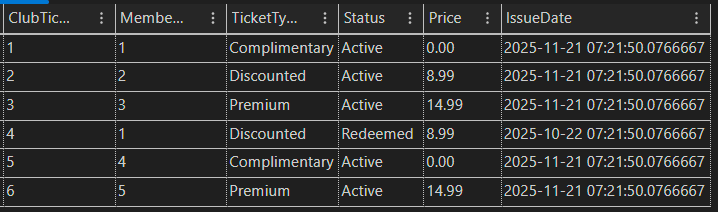 ClubTic... Membe... TicketTy... Status Price IssueDate
1 1 Complimentary Active 0.00 2025-11-21 07:21:50.0766667
2 2 Discounted Active 8.99 2025-11-21 07:21:50.0766667
3 3 Premium Active 14.99 2025-11-21 07:21:50.0766667
4 1 Discounted Redeemed 8.99 2025-10-22 07:21:50.0766667
5 4 Complimentary Active 0.00 2025-11-21 07:21:50.0766667
6 5 Premium Active 14.99 2025-11-21 07:21:50.0766667